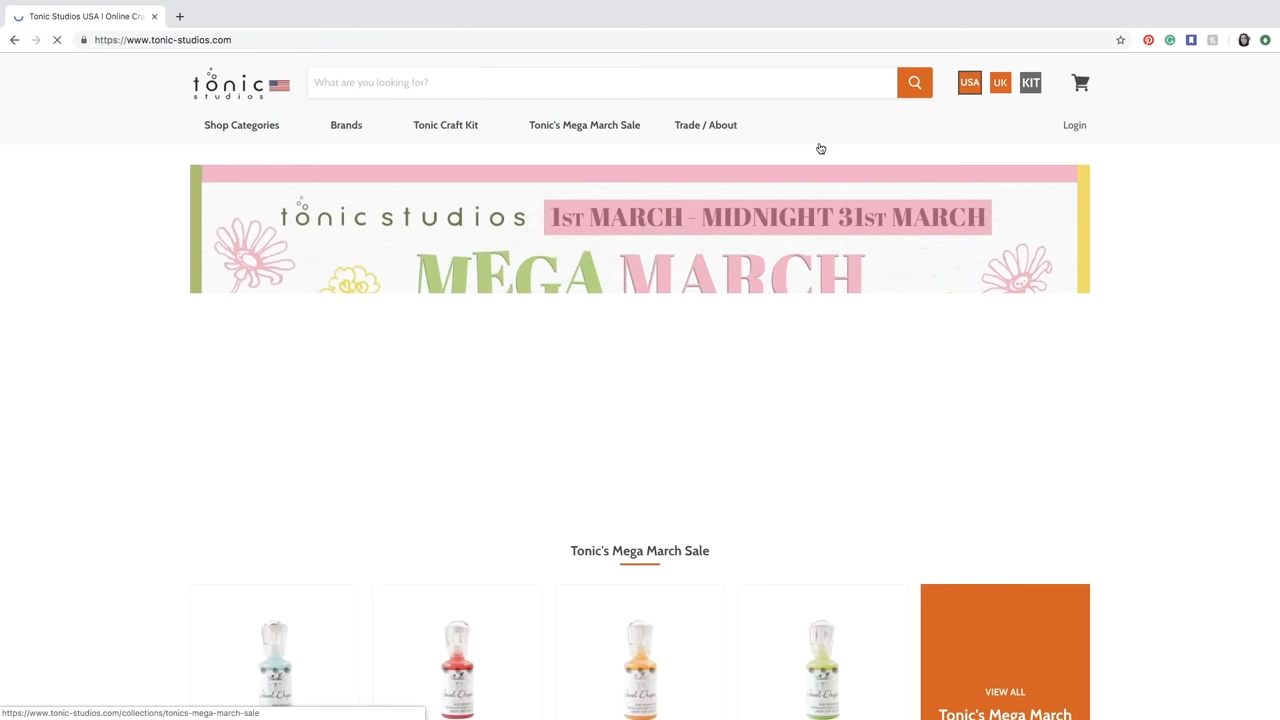 Tonic Studios USA I Online Cra
https://www.tonic-studios.com
tonic
studios
What are you looking for?
USA
UK
KIT
Shop Categories
Brands
Tonic Craft Kit
Tonic's Mega March Sale
Trade / About
Login
tonic studios
1ST MARCH - MIDNIGHT 31ST MARCH
MEGA MARCH
Tonic's Mega March Sale
VIEW ALL
Tonic's Mega March
https://www.tonic-studios.com/collections/tonics-mega-march-sale